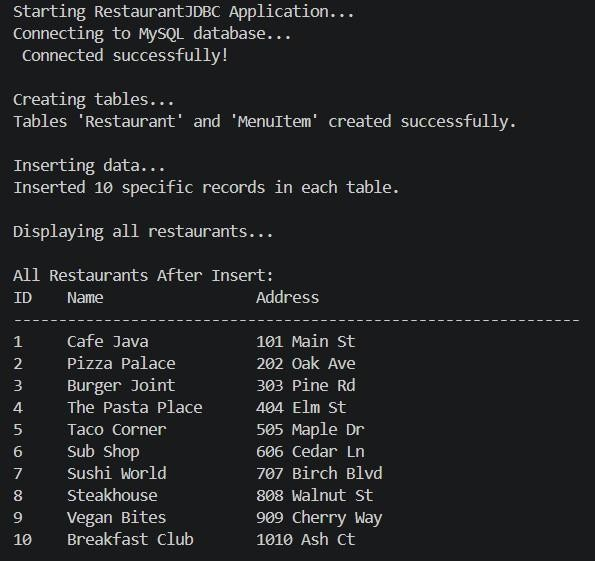 Starting RestaurantJDBC Application...
Connecting to MySQL database...
 Connected successfully!
Creating tables...
Tables 'Restaurant' and 'MenuItem' created successfully.
Inserting data...
Inserted 10 specific records in each table.
Displaying all restaurants...
All Restaurants After Insert:
ID    Name                 Address
---------------------------------------------------------------
1     Cafe Java            101 Main St
2     Pizza Palace         202 Oak Ave
3     Burger Joint         303 Pine Rd
4     The Pasta Place      404 Elm St
5     Taco Corner          505 Maple Dr
6     Sub Shop             606 Cedar Ln
7     Sushi World          707 Birch Blvd
8     Steakhouse           808 Walnut St
9     Vegan Bites          909 Cherry Way
10    Breakfast Club       1010 Ash Ct